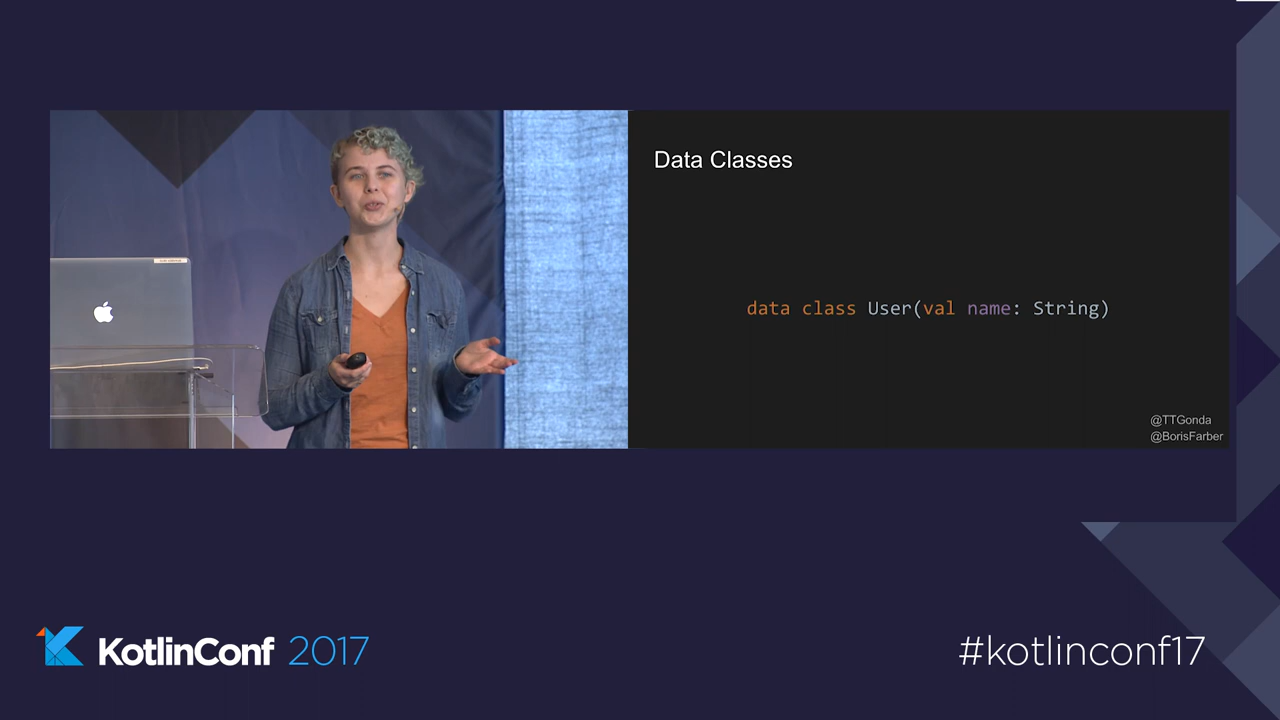 Data Classes
data class User(val name: String)
@TTGonda
@BorisFarber
KotlinConf 2017
#kotlinconf17